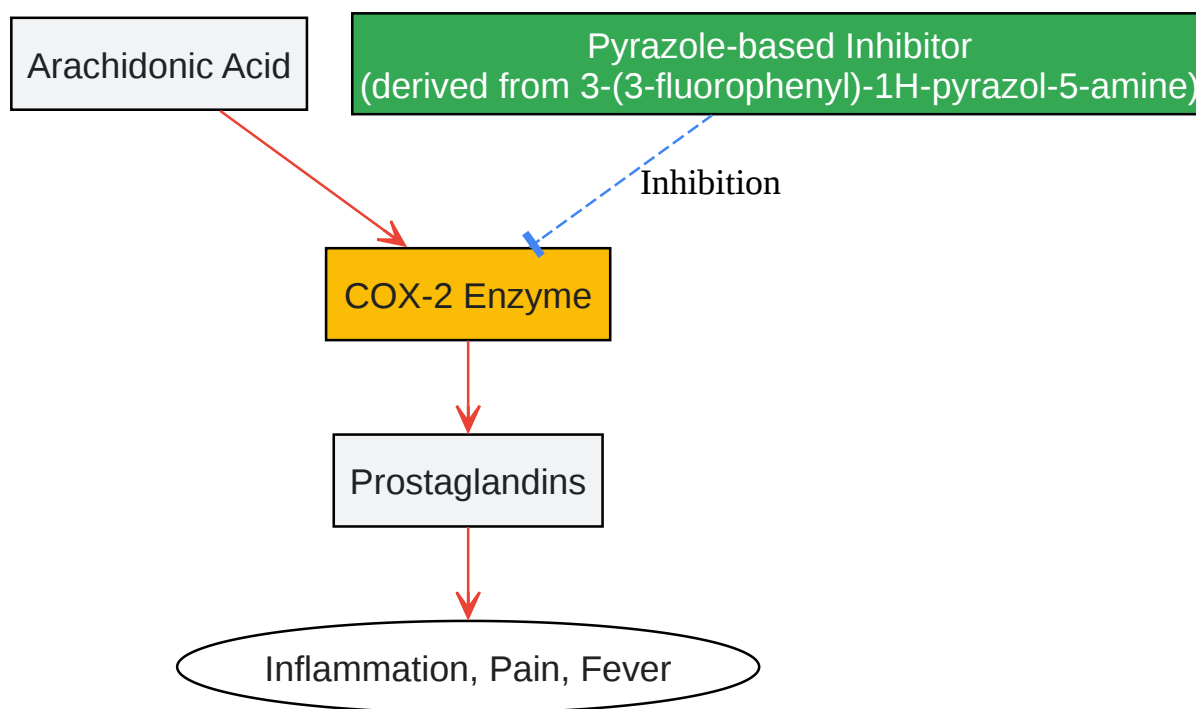 Arachidonic Acid
Pyrazole-based Inhibitor
(derived from 3-(3-fluorophenyl)-1H-pyrazol-5-amine)
Inhibition
COX-2 Enzyme
Prostaglandins
Inflammation, Pain, Fever